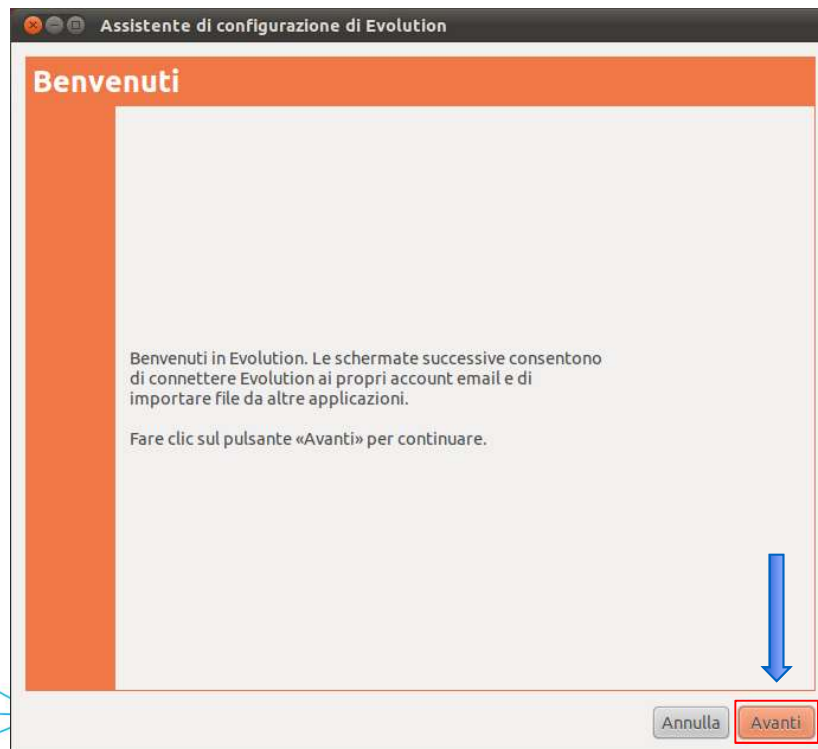 Assistente di configurazione di Evolution
Benvenuti
Benvenuti in Evolution. Le schermate successive consentono
di connettere Evolution ai propri account email e di
importare file da altre applicazioni.
Fare clic sul pulsante «Avanti» per continuare.
Annulla
Avanti